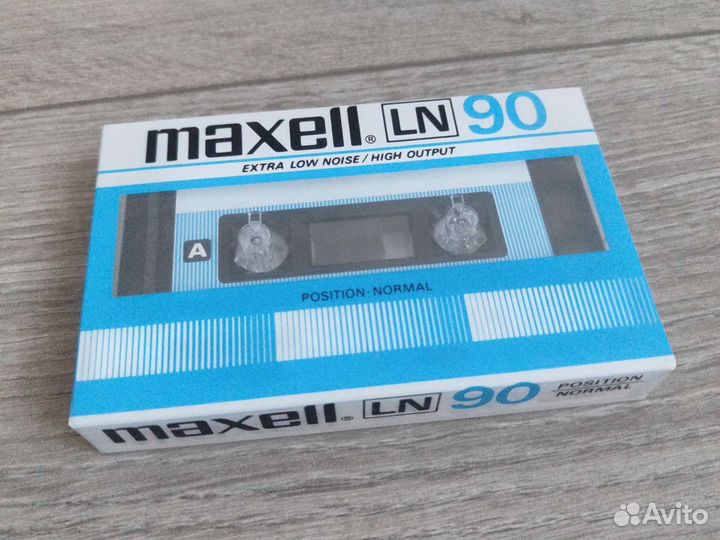 maxell® LN 90
EXTRA LOW NOISE / HIGH OUTPUT
A
POSITION·NORMAL
maxell® LN 90 POSITION NORMAL
Avito